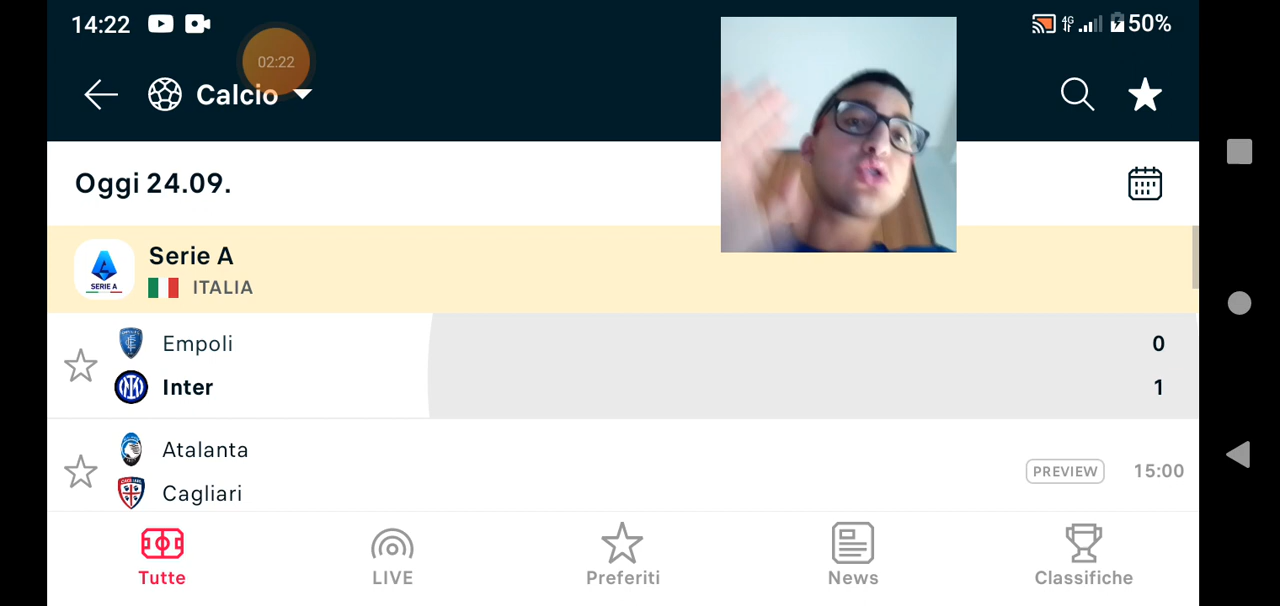 14:22
4G
50%
02:22
Calcio
Oggi 24.09.
SERIE A
Serie A
ITALIA
Empoli
0
Inter
1
Atalanta
PREVIEW
15:00
Cagliari
Tutte
LIVE
Preferiti
News
Classifiche